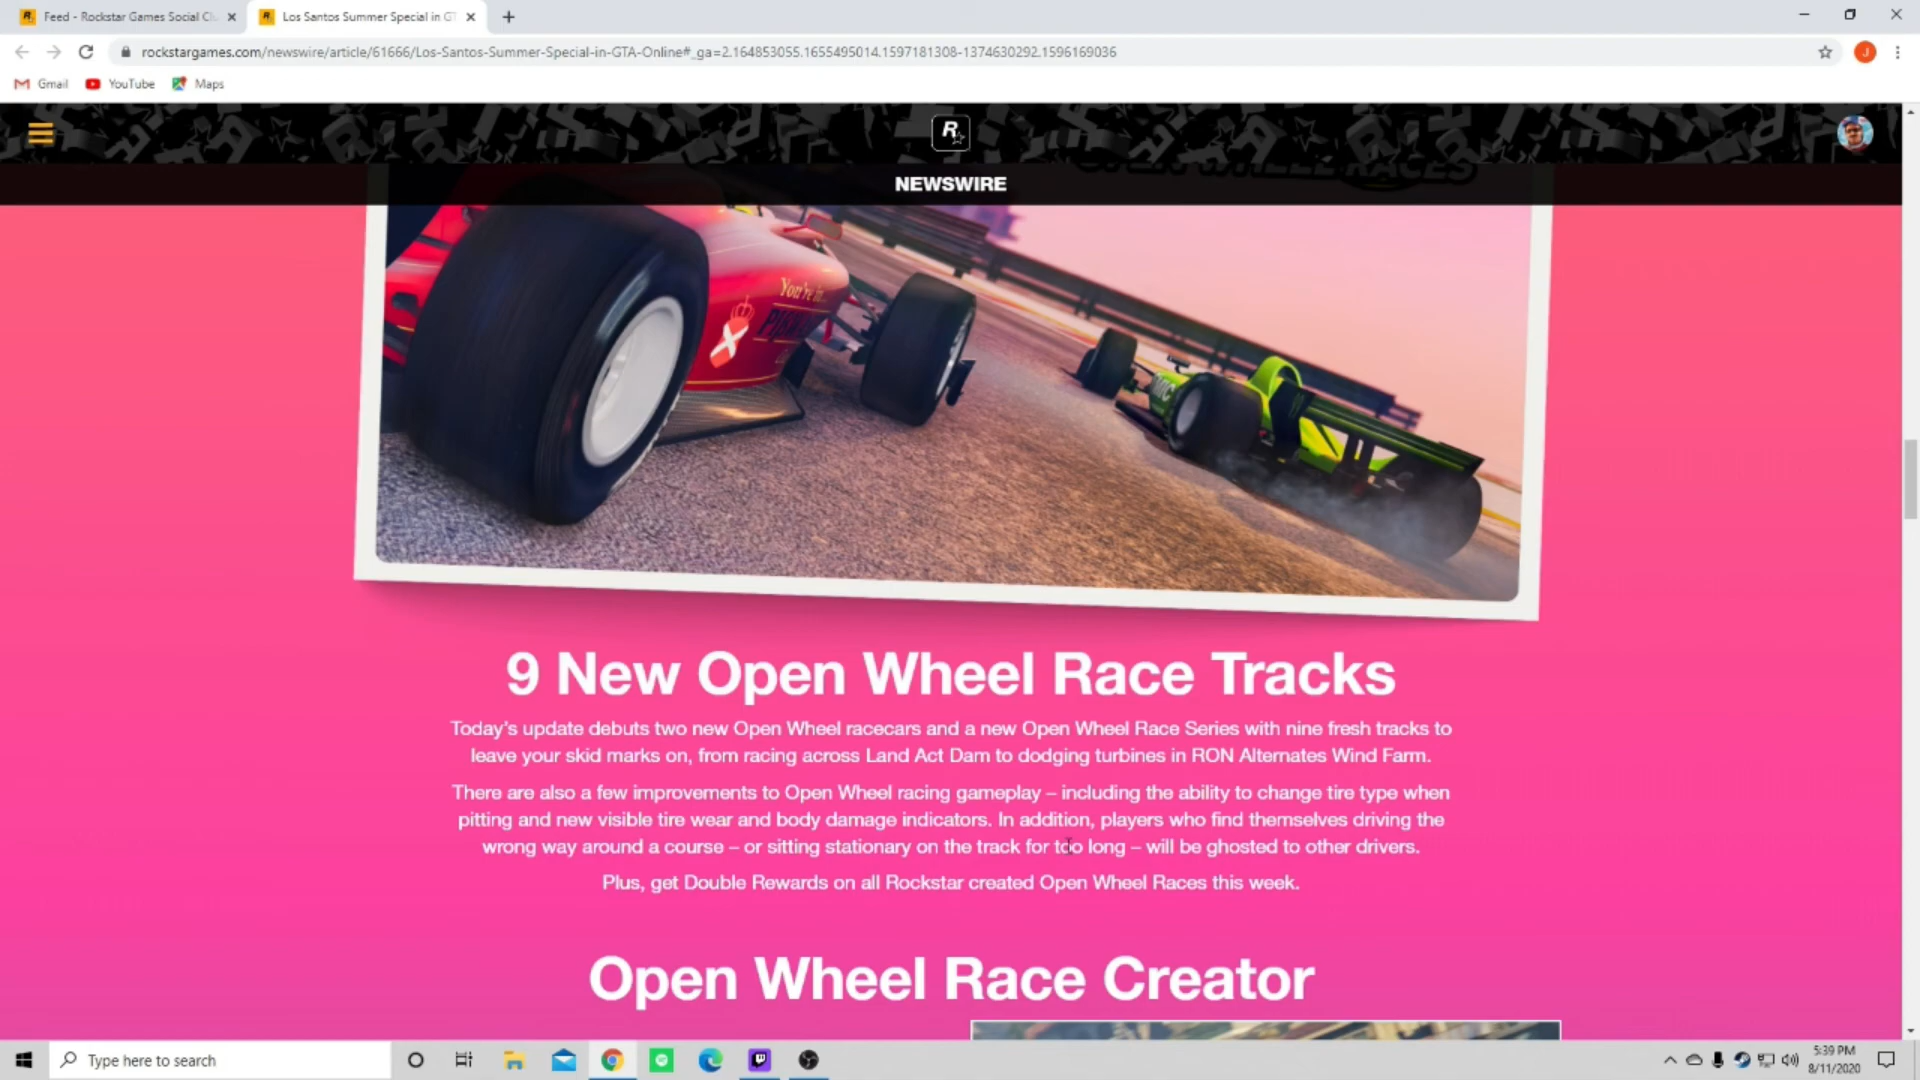 Feed - Rockstar Games Social Cl
Los Santos Summer Special in GT
rockstargames.com/newswire/article/61666/Los-Santos-Summer-Special-in-GTA-Online#_ga=2.164853055.1655495014.1597181308-1374630292.1596169036
J
Gmail
YouTube
Maps
R
OPEN WHEEL RACES
NEWSWIRE
You're in...
9 New Open Wheel Race Tracks
Today's update debuts two new Open Wheel racecars and a new Open Wheel Race Series with nine fresh tracks to
leave your skid marks on, from racing across Land Act Dam to dodging turbines in RON Alternates Wind Farm.
There are also a few improvements to Open Wheel racing gameplay – including the ability to change tire type when
pitting and new visible tire wear and body damage indicators. In addition, players who find themselves driving the
wrong way around a course – or sitting stationary on the track for too long – will be ghosted to other drivers.
Plus, get Double Rewards on all Rockstar created Open Wheel Races this week.
Open Wheel Race Creator
Type here to search
5:39 PM
8/11/2020